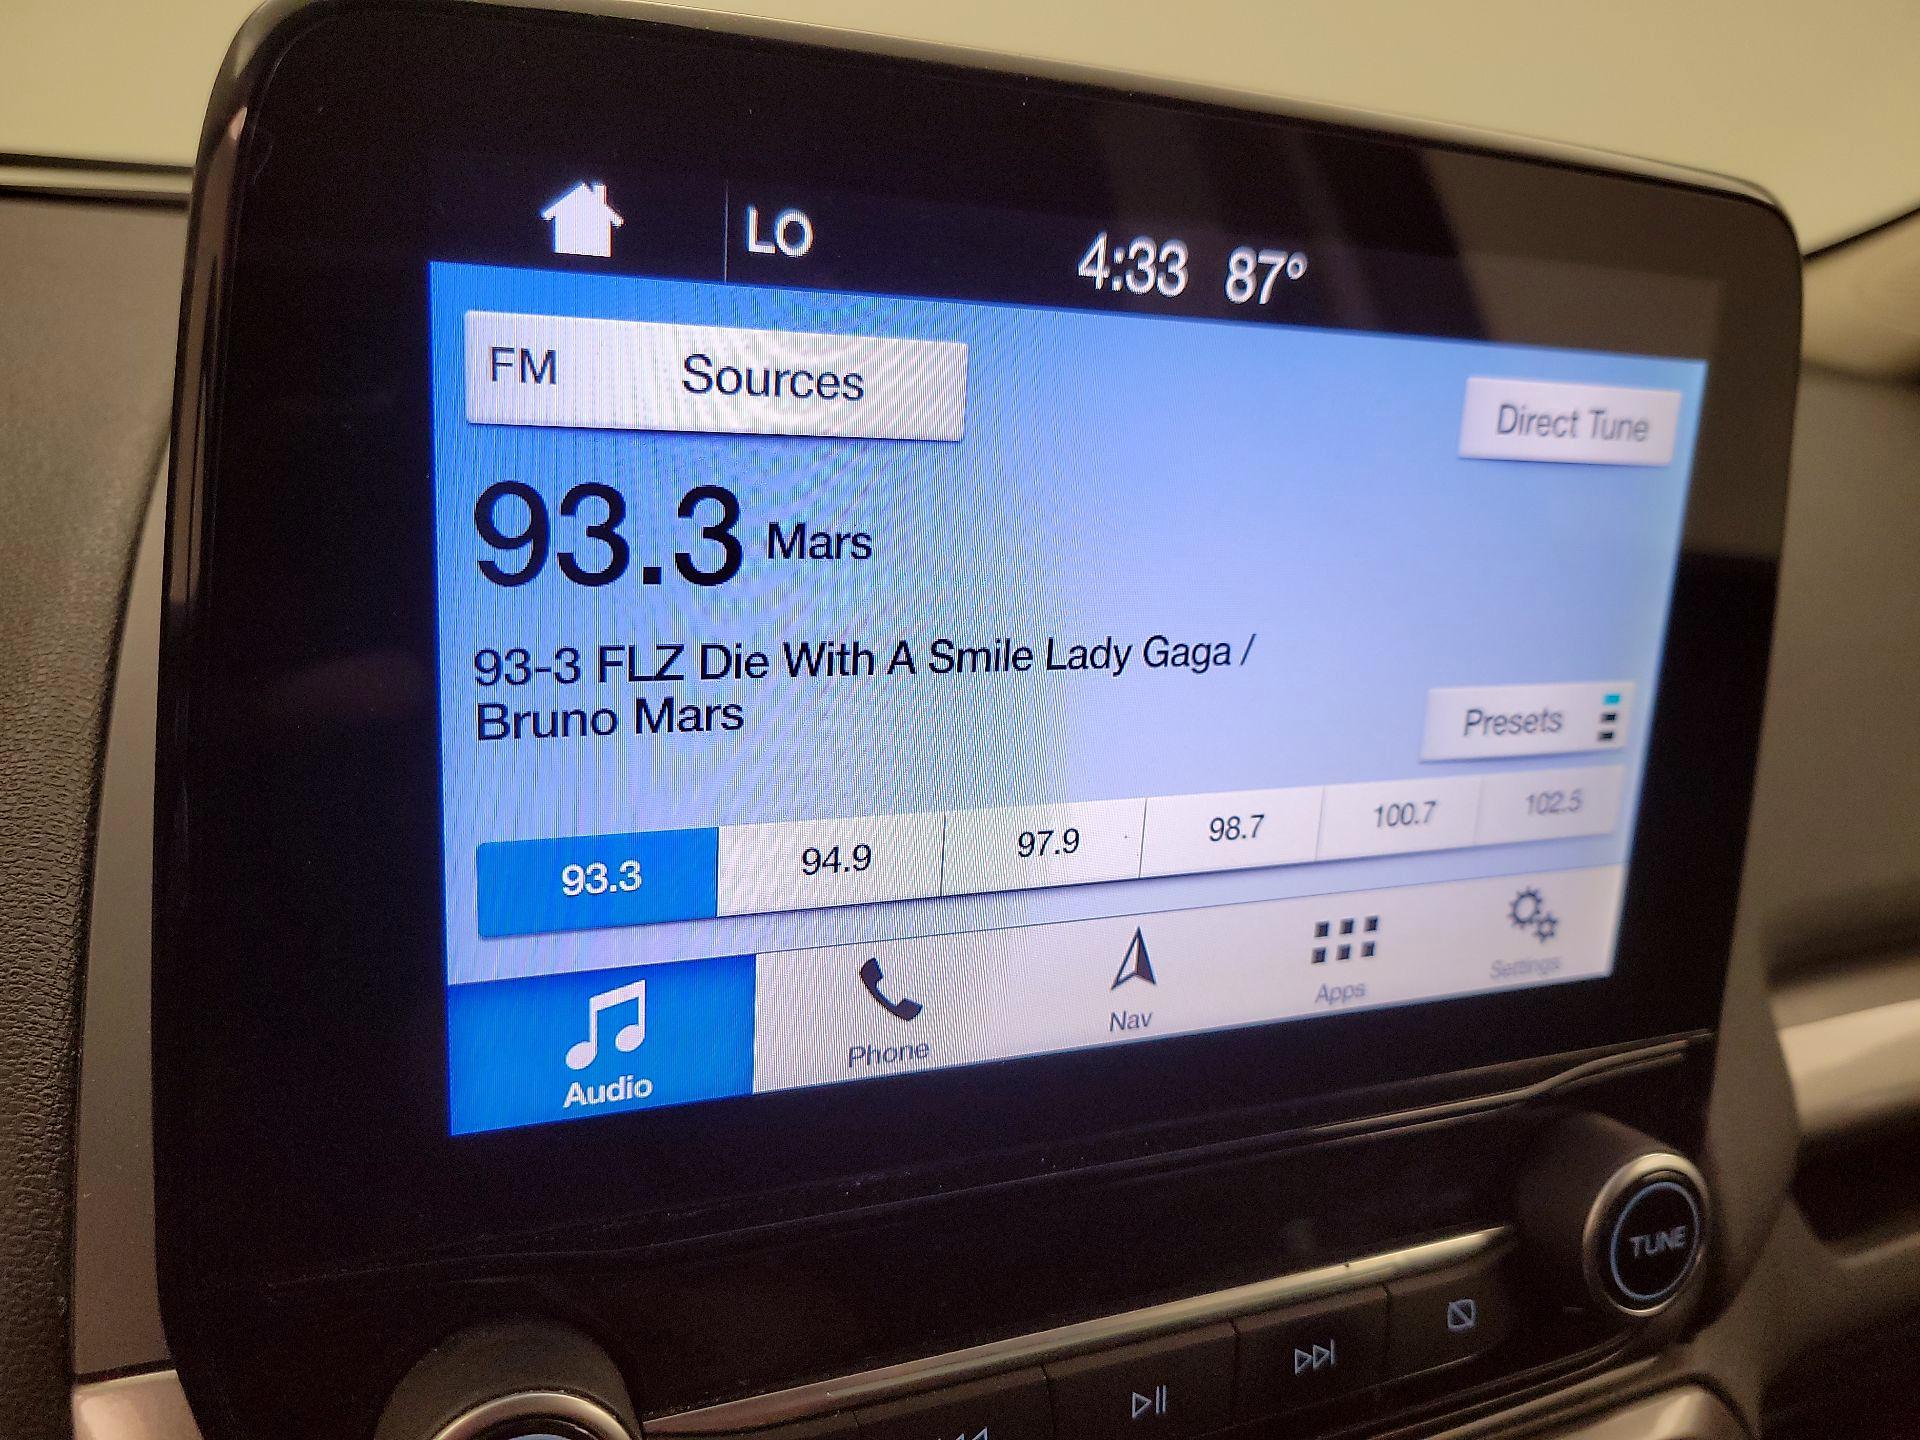 LO
4:33 87°
FM Sources
Direct Tune
93.3 Mars
93-3 FLZ Die With A Smile Lady Gaga /
Bruno Mars
Presets
93.3 94.9 97.9 98.7 100.7 102.5
Audio Phone Nav Apps Settings
TUNE